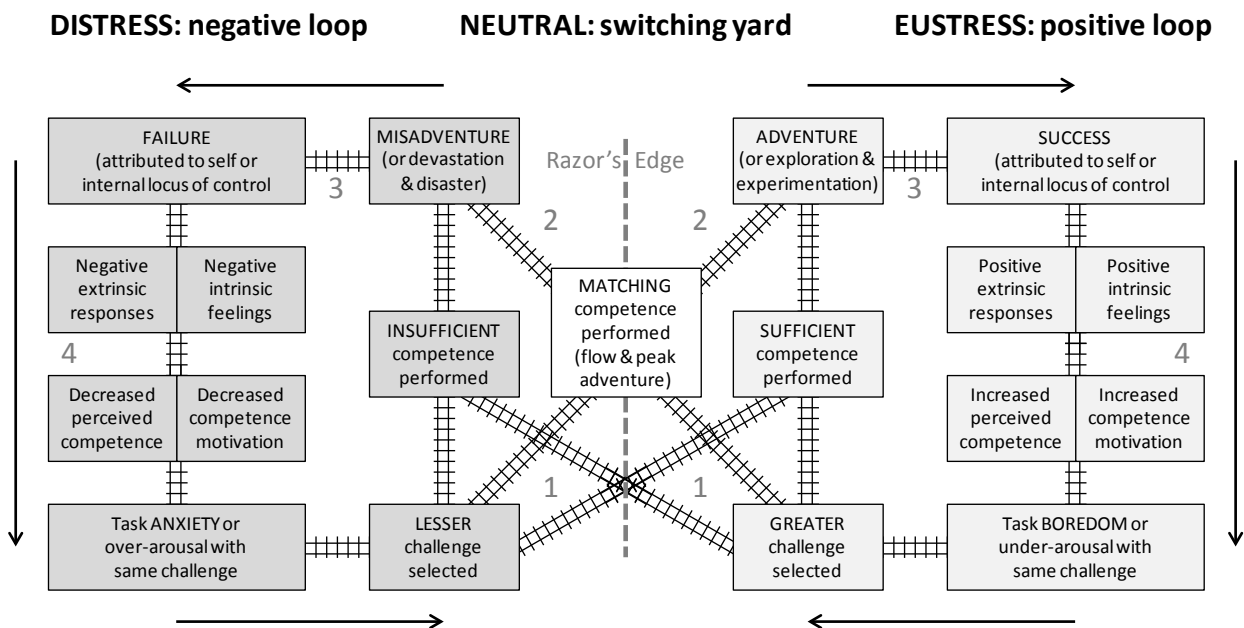 DISTRESS: negative loop
NEUTRAL: switching yard
EUSTRESS: positive loop
FAILURE
(attributed to self or
internal locus of control
3
MISADVENTURE
(or devastation
& disaster)
Razor's Edge
ADVENTURE
(or exploration &
experimentation)
3
SUCCESS
(attributed to self or
internal locus of control
2
2
Negative
extrinsic
responses
Negative
intrinsic
feelings
4
Decreased
perceived
competence
Decreased
competence
motivation
INSUFFICIENT
competence
performed
MATCHING
competence
performed
(flow & peak
adventure)
SUFFICIENT
competence
performed
Positive
extrinsic
responses
Positive
intrinsic
feelings
4
Increased
perceived
competence
Increased
competence
motivation
1
1
Task ANXIETY or
over-arousal with
same challenge
LESSER
challenge
selected
GREATER
challenge
selected
Task BOREDOM or
under-arousal with
same challenge